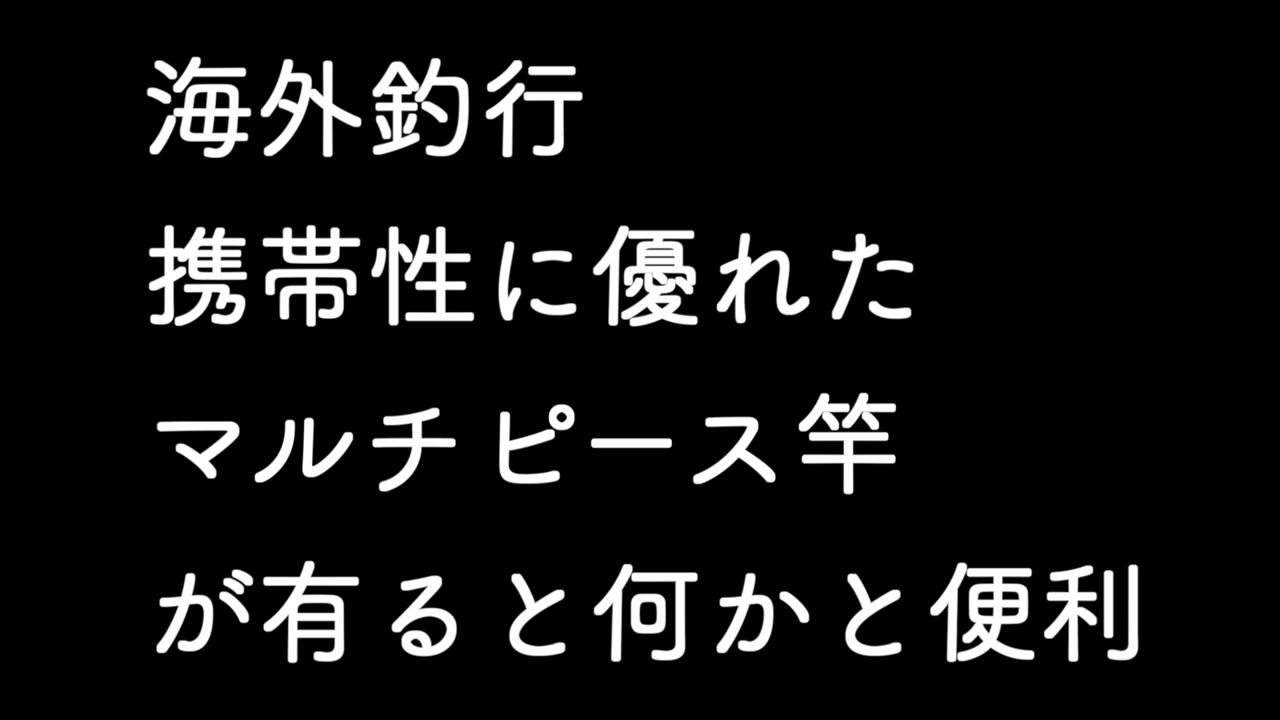 海外釣行
携帯性に優れた
マルチピース竿
が有ると何かと便利